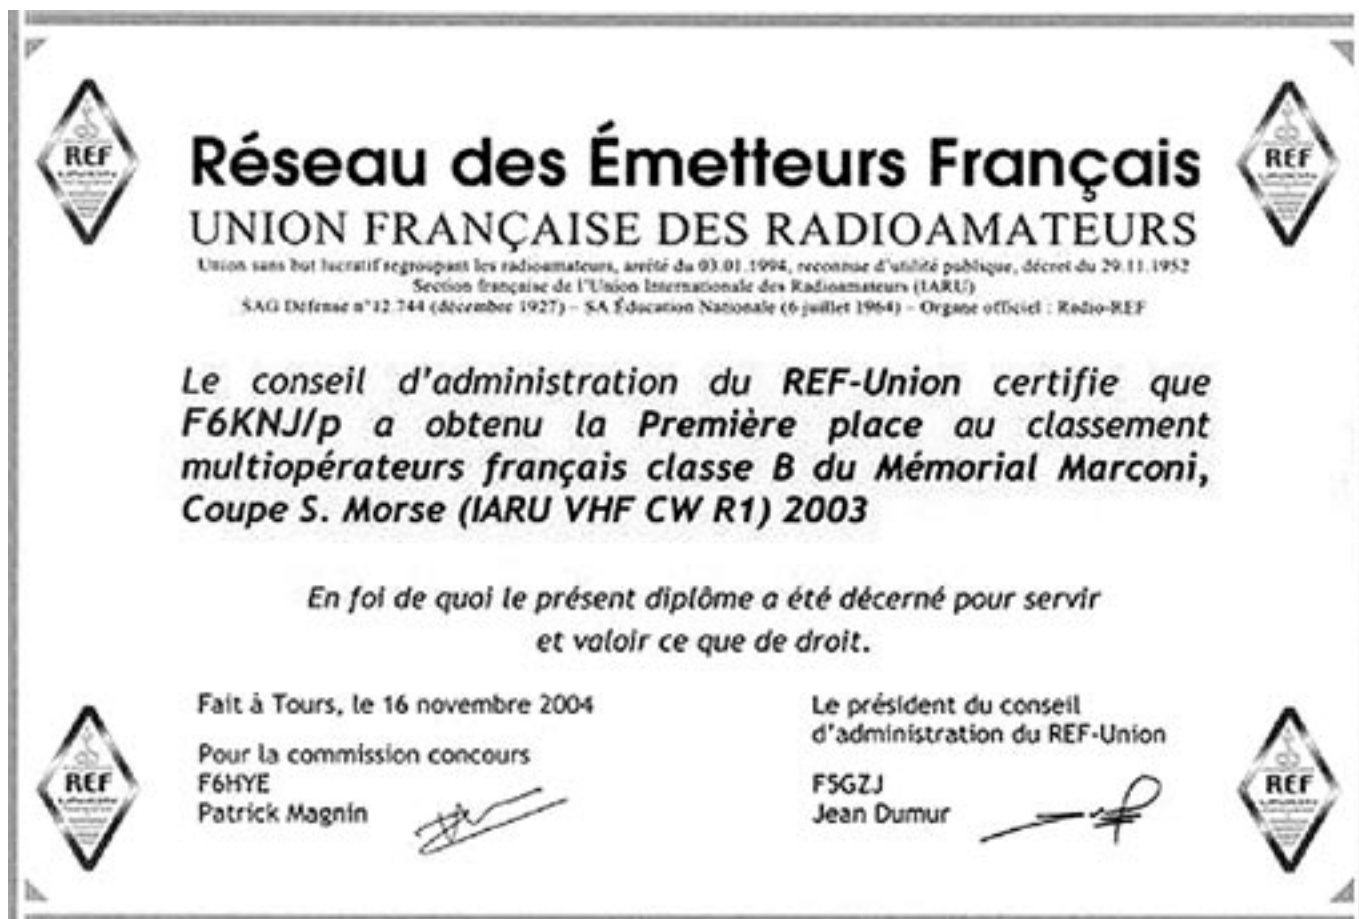 Réseau des Émetteurs Français
UNION FRANÇAISE DES RADIOAMATEURS
Union sans but lucratif regroupant les radioamateurs, arrêté du 03.01.1994, reconnue d'utilité publique, décret du 29.11.1952
Section française de l'Union Internationale des Radioamateurs (IARU)
SAG Défense n°12.744 (décembre 1927) – SA Éducation Nationale (6 juillet 1964) – Organe officiel : Radio-REF
Le conseil d'administration du REF-Union certifie que
F6KNJ/p a obtenu la Première place au classement
multiopérateurs français classe B du Mémorial Marconi,
Coupe S. Morse (IARU VHF CW R1) 2003
En foi de quoi le présent diplôme a été décerné pour servir
et valoir ce que de droit.
Fait à Tours, le 16 novembre 2004
Pour la commission concours
F6HYE
Patrick Magnin
Le président du conseil
d'administration du REF-Union
F5GZJ
Jean Dumur
REF
UNION
REF
UNION
REF
UNION
REF
UNION